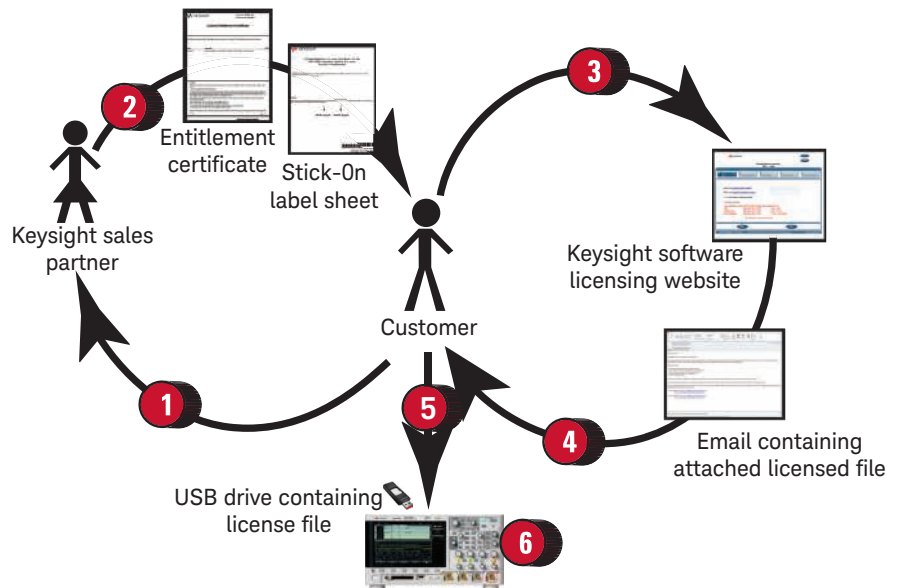 2
Entitlement
certificate
Stick-On
label sheet
3
Keysight sales
partner
Customer
Keysight software
licensing website
1
5
4
Email containing
attached licensed file
USB drive containing
license file
6